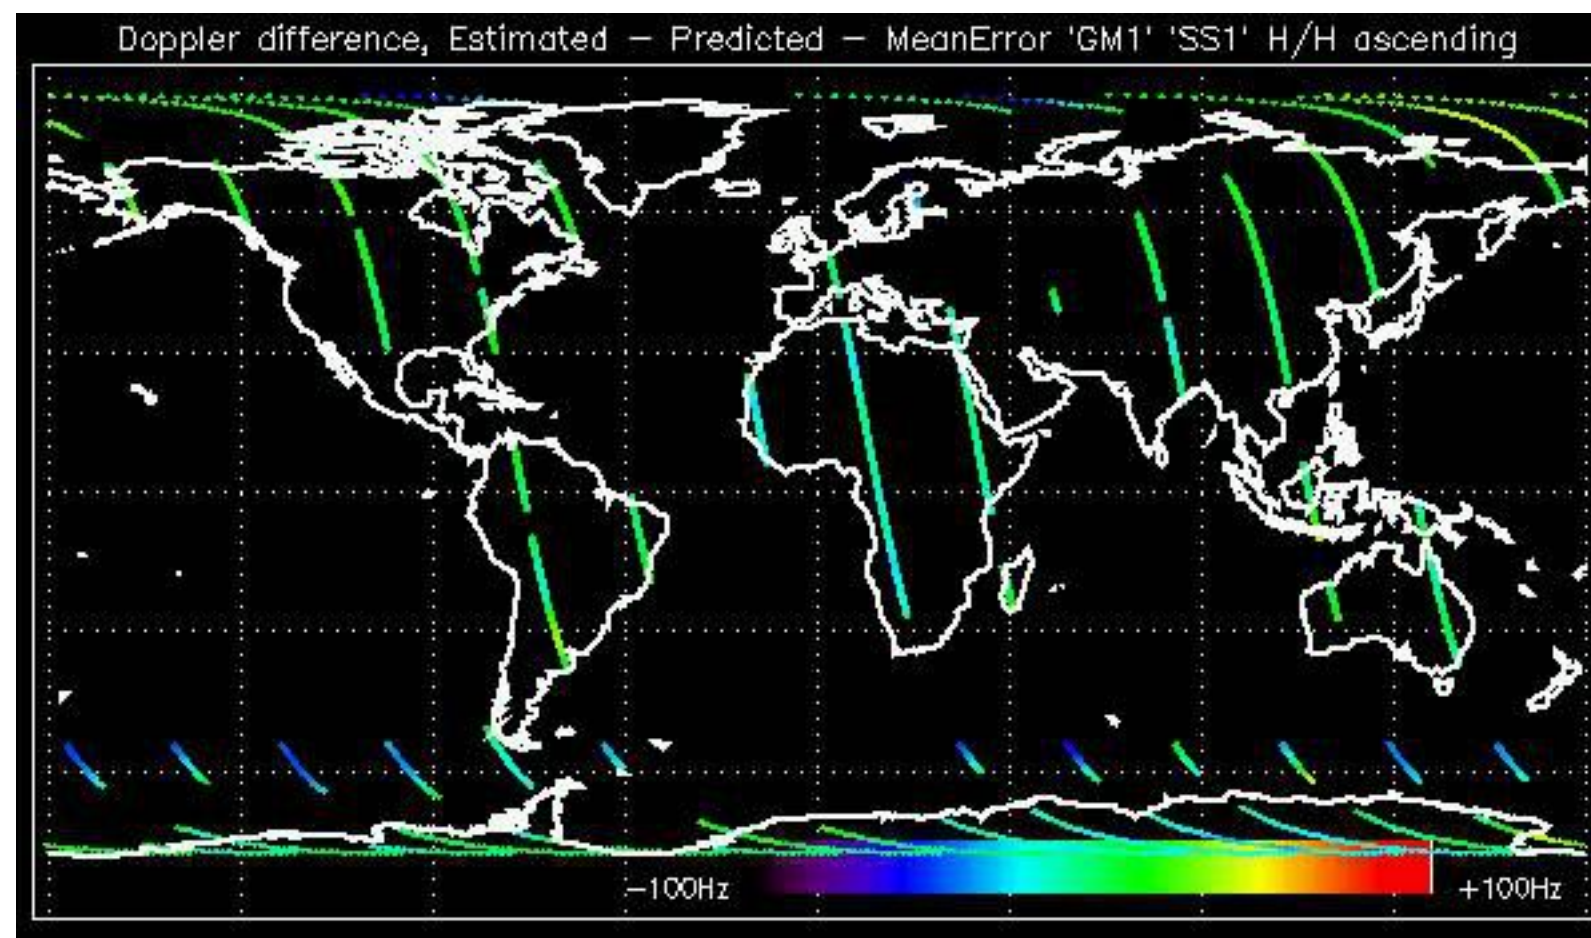 Doppler difference, Estimated – Predicted – MeanError 'GM1' 'SS1' H/H ascending
–100Hz +100Hz